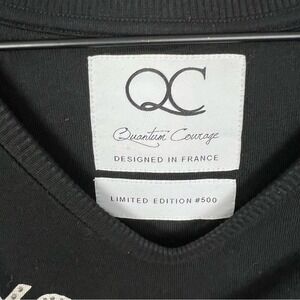 QC
Quantum Courage
DESIGNED IN FRANCE
LIMITED EDITION #500